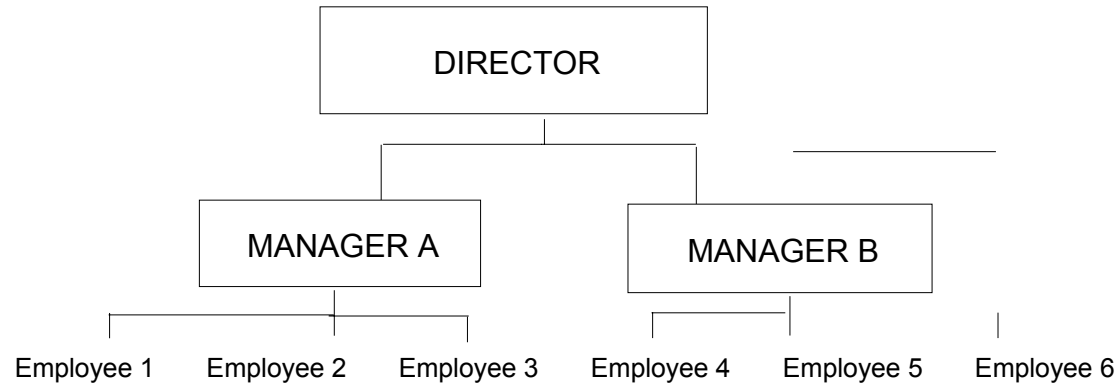 DIRECTOR
MANAGER A
MANAGER B
Employee 1
Employee 2
Employee 3
Employee 4
Employee 5
Employee 6